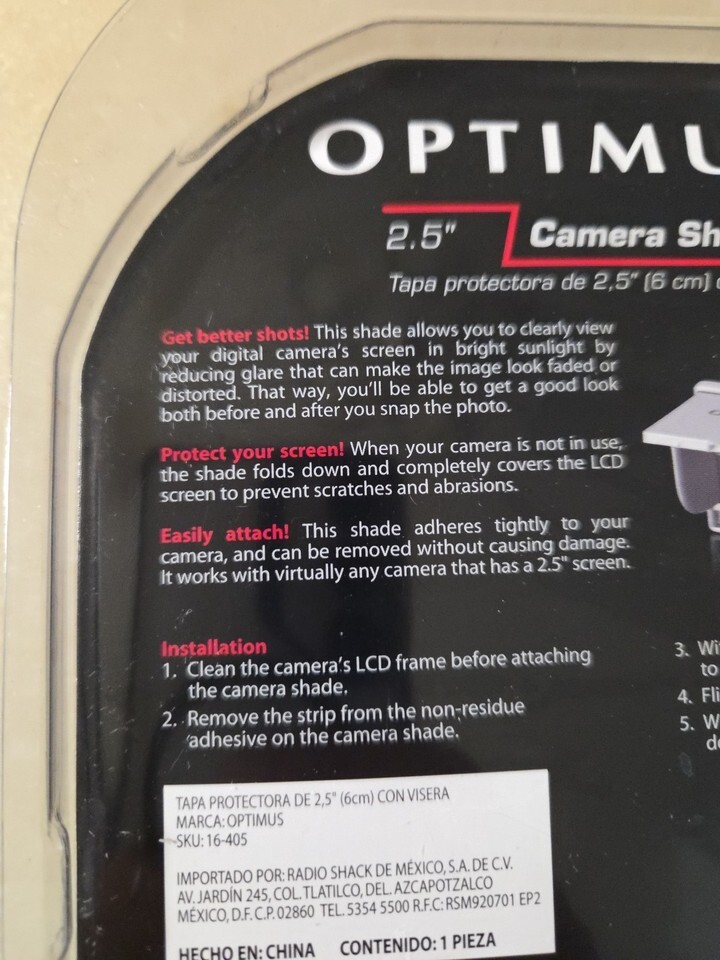 OPTIMU
2.5" Camera Sh
Tapa protectora de 2,5" (6 cm)
Get better shots! This shade allows you to clearly view
your digital camera's screen in bright sunlight by
reducing glare that can make the image look faded or
distorted. That way, you'll be able to get a good look
both before and after you snap the photo.
Protect your screen! When your camera is not in use,
the shade folds down and completely covers the LCD
screen to prevent scratches and abrasions.
Easily attach! This shade adheres tightly to your
camera, and can be removed without causing damage.
It works with virtually any camera that has a 2.5" screen.
Installation
1. Clean the camera's LCD frame before attaching
the camera shade.
2. Remove the strip from the non-residue
adhesive on the camera shade.
3. Wi
to
4. Fli
5. W
d
TAPA PROTECTORA DE 2,5" (6cm) CON VISERA
MARCA: OPTIMUS
SKU: 16-405
IMPORTADO POR: RADIO SHACK DE MÉXICO, S.A. DE C.V.
AV. JARDÍN 245, COL. TLATILCO, DEL. AZCAPOTZALCO
MÉXICO, D.F. C.P. 02860 TEL. 5354 5500 R.F.C: RSM920701 EP2
HECHO EN: CHINA CONTENIDO: 1 PIEZA